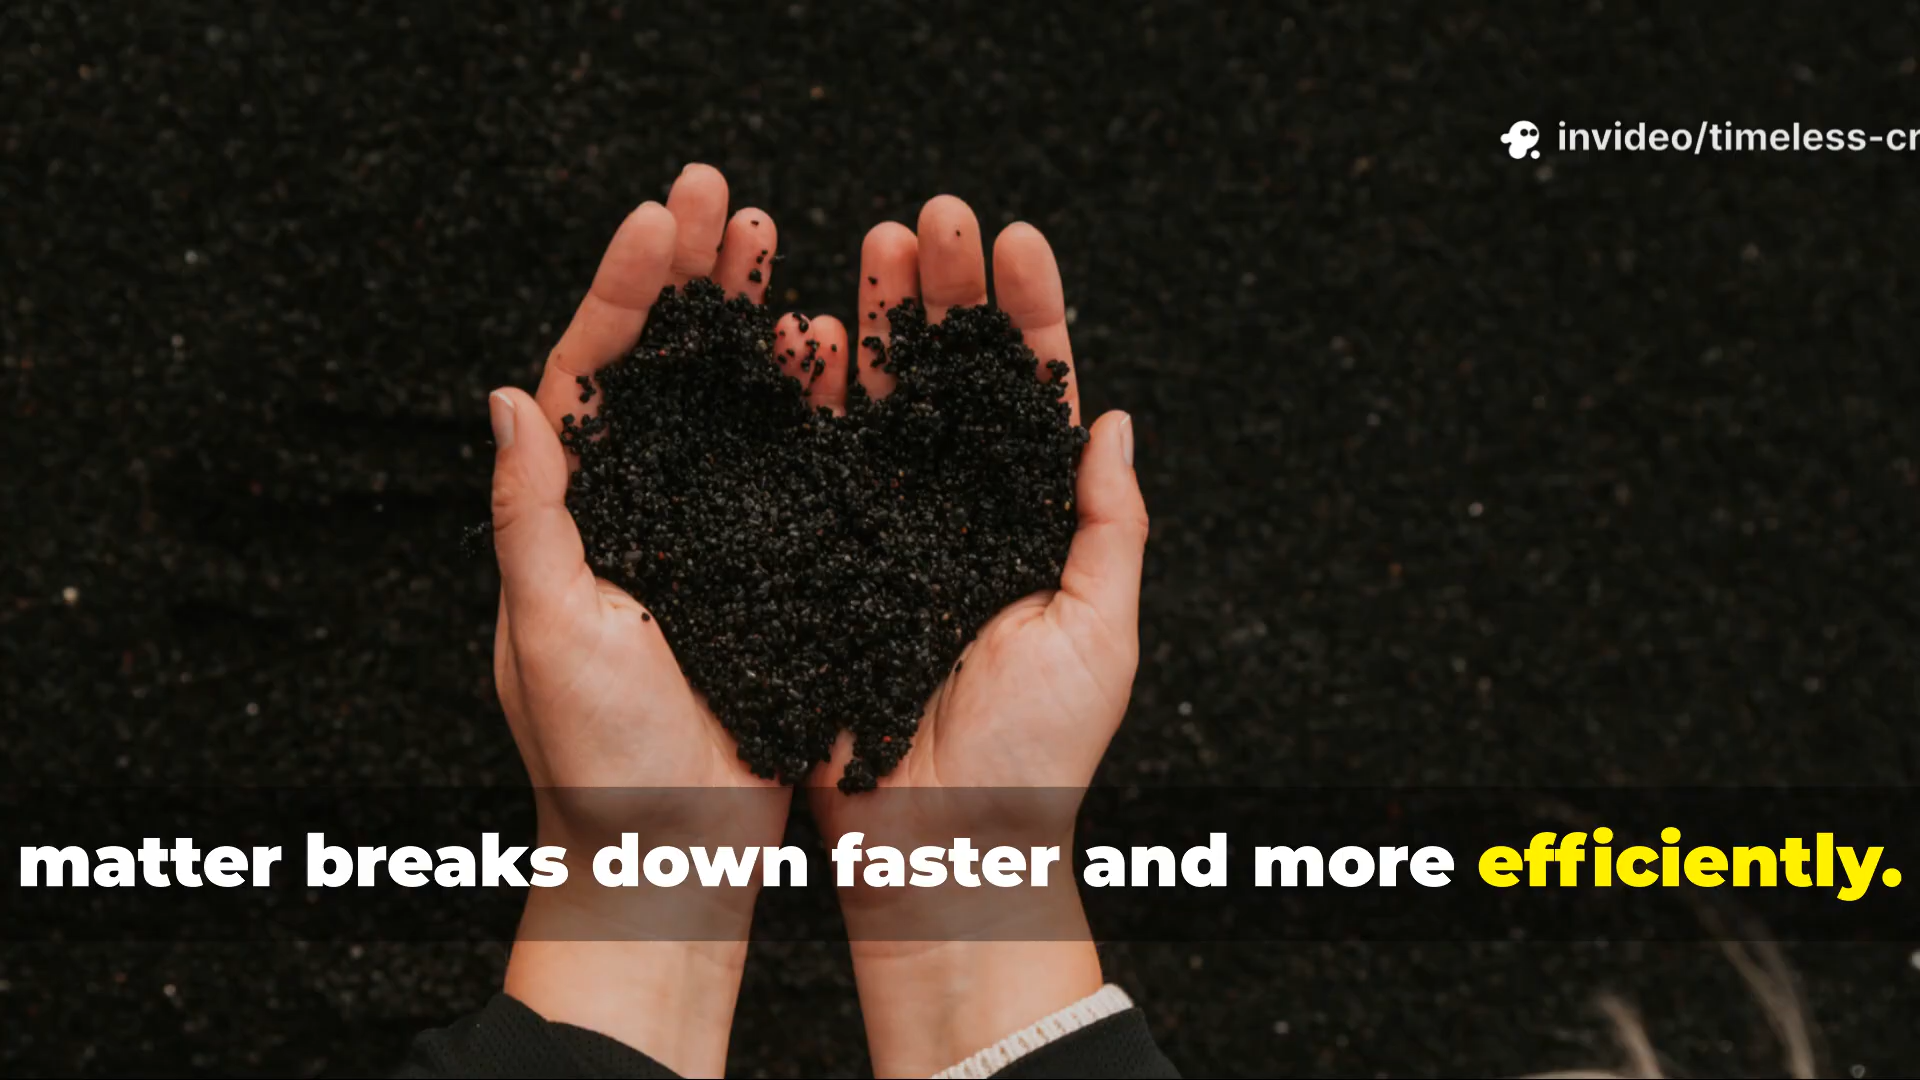 invideo/timeless-cr
matter breaks down faster and more efficiently.